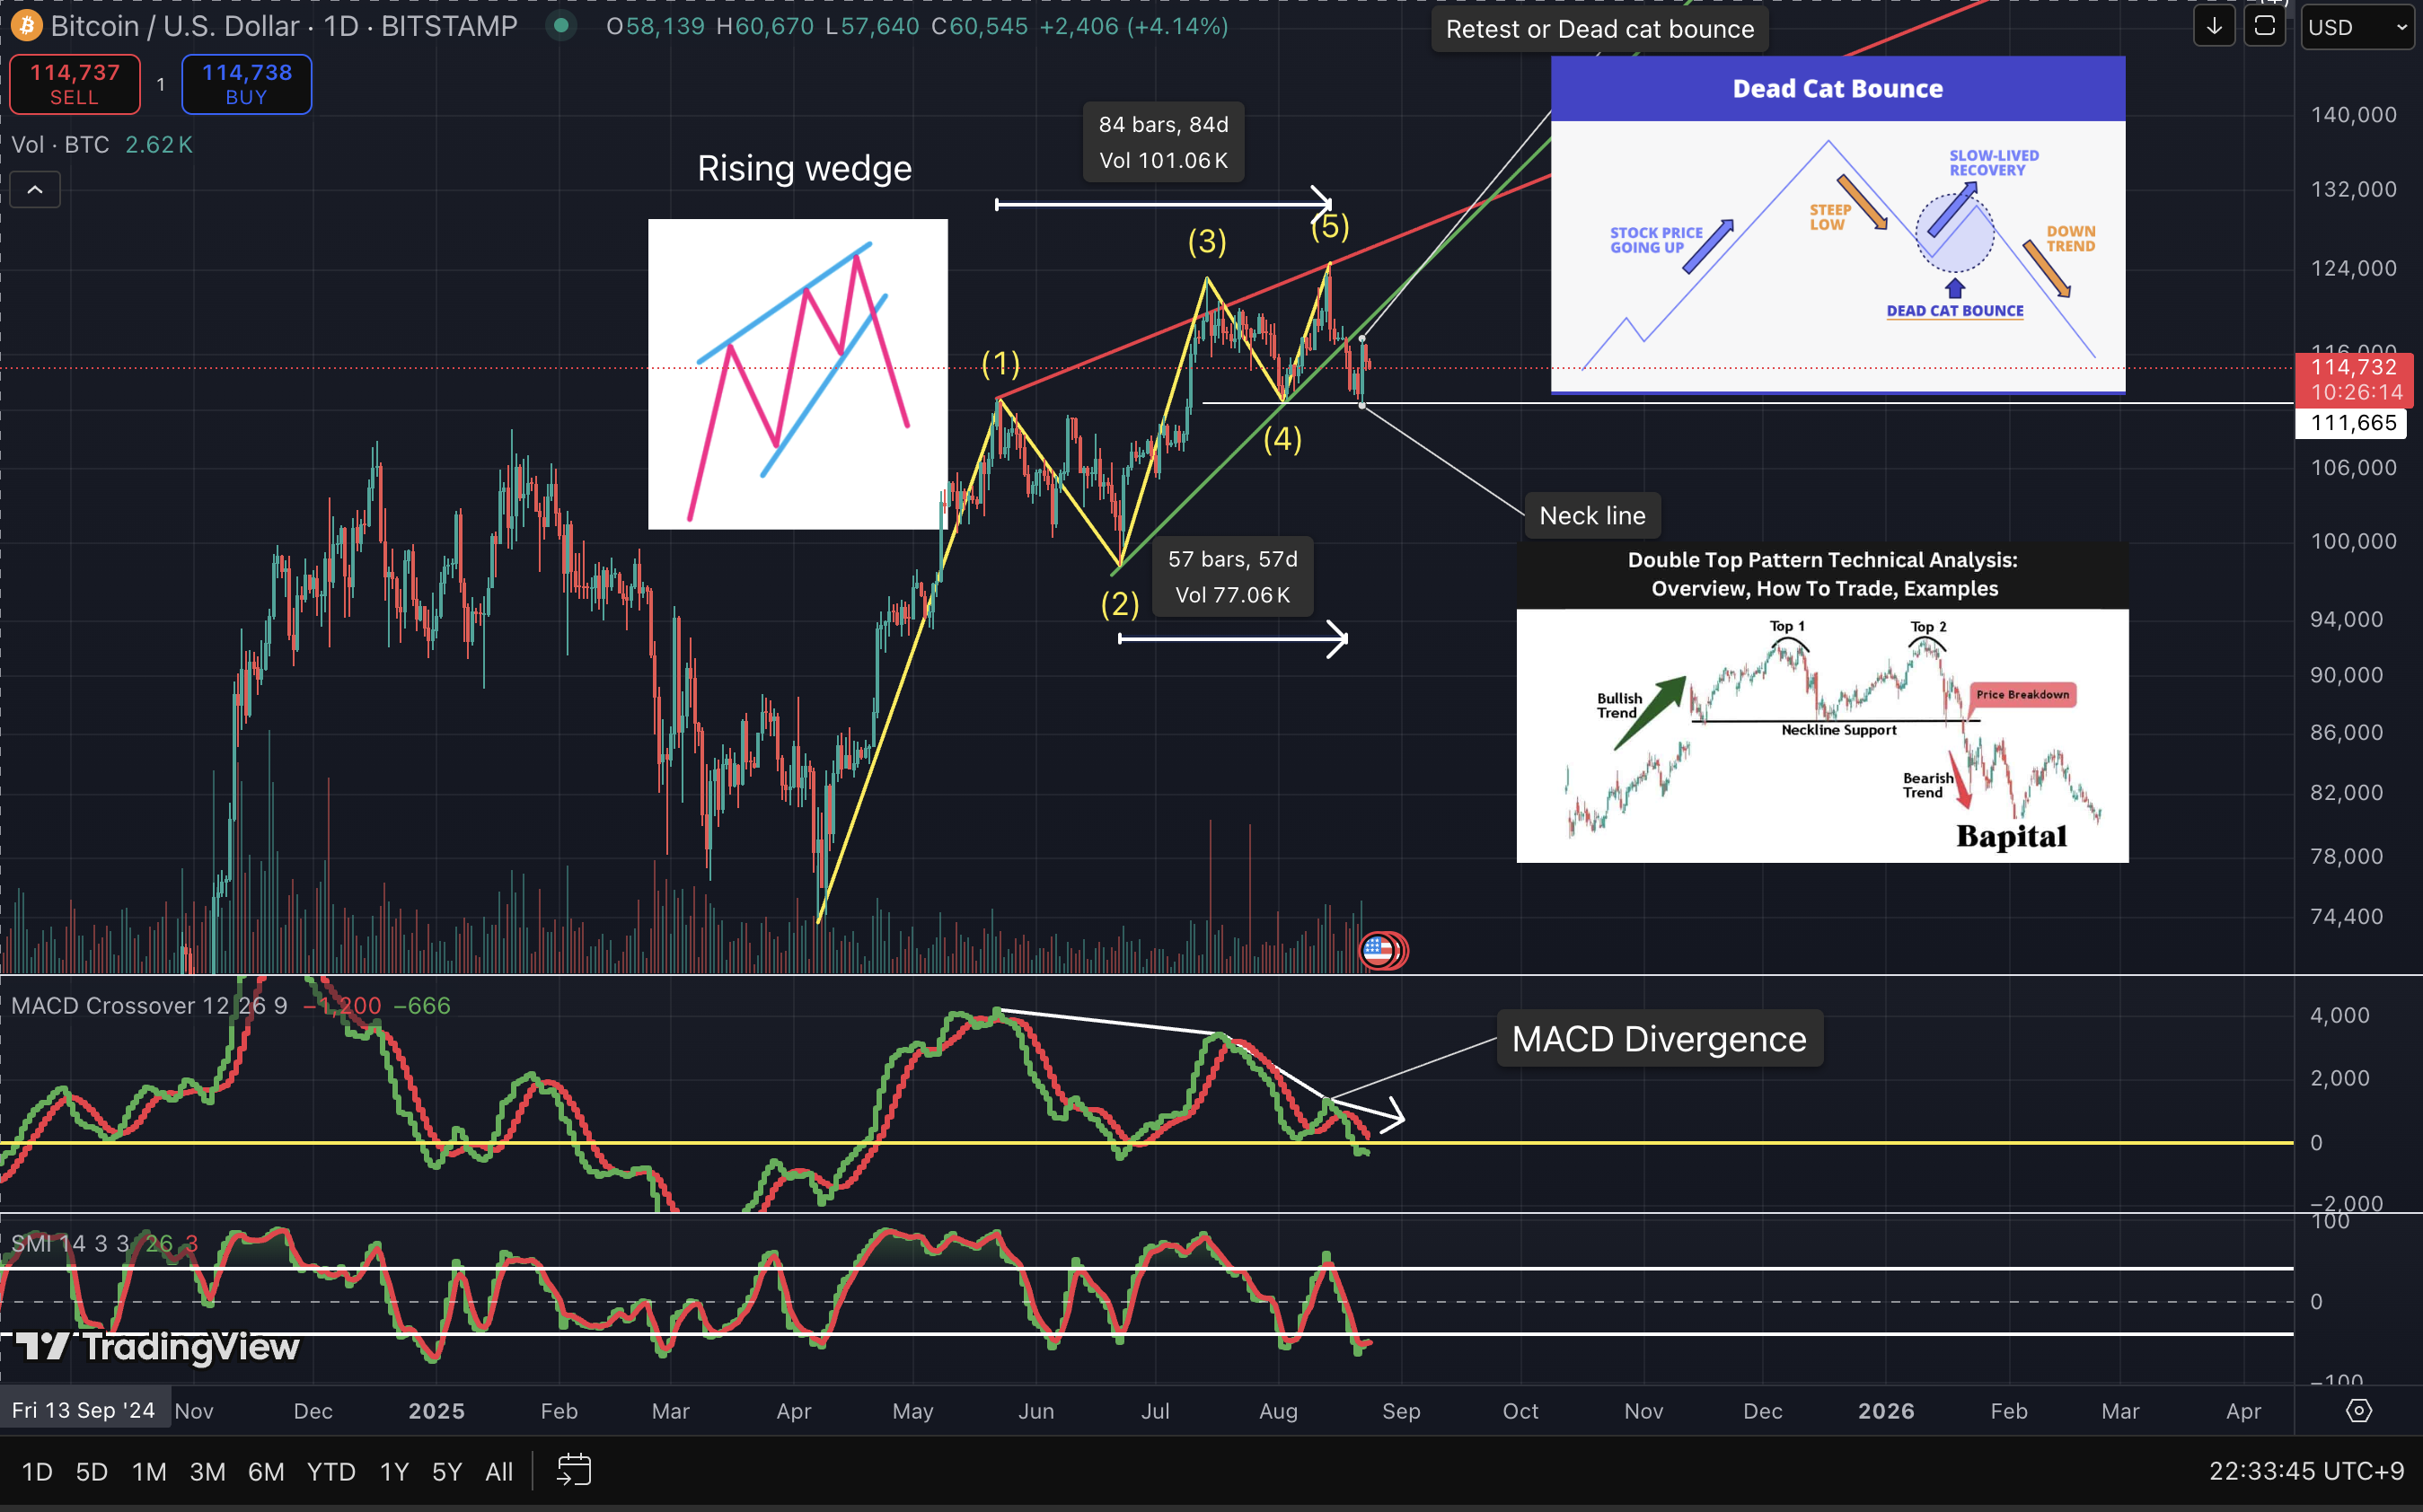 Bitcoin / U.S. Dollar · 1D · BITSTAMP
O58,139 H60,670 L57,640 C60,545 +2,406 (+4.14%)
114,737
SELL
1
114,738
BUY
Vol · BTC 2.62K
Retest or Dead cat bounce
USD
Rising wedge
84 bars, 84d
Vol 101.06K
(1)
(2)
(3)
(4)
(5)
57 bars, 57d
Vol 77.06K
Dead Cat Bounce
STOCK PRICE
GOING UP
STEEP
LOW
SLOW-LIVED
RECOVERY
DOWN
TREND
DEAD CAT BOUNCE
Neck line
Double Top Pattern Technical Analysis:
Overview, How To Trade, Examples
Top 1
Top 2
Bullish
Trend
Price Breakdown
Neckline Support
Bearish
Trend
Bapital
140,000
132,000
124,000
116,000
114,732
10:26:14
111,665
106,000
100,000
94,000
90,000
86,000
82,000
78,000
74,400
MACD Crossover 12 26 9 −1,200 −666
MACD Divergence
4,000
2,000
0
−2,000
SMI 14 3 3 26 3
100
0
−100
TradingView
Fri 13 Sep '24
Nov
Dec
2025
Feb
Mar
Apr
May
Jun
Jul
Aug
Sep
Oct
Nov
Dec
2026
Feb
Mar
Apr
1D 5D 1M 3M 6M YTD 1Y 5Y All
22:33:45 UTC+9